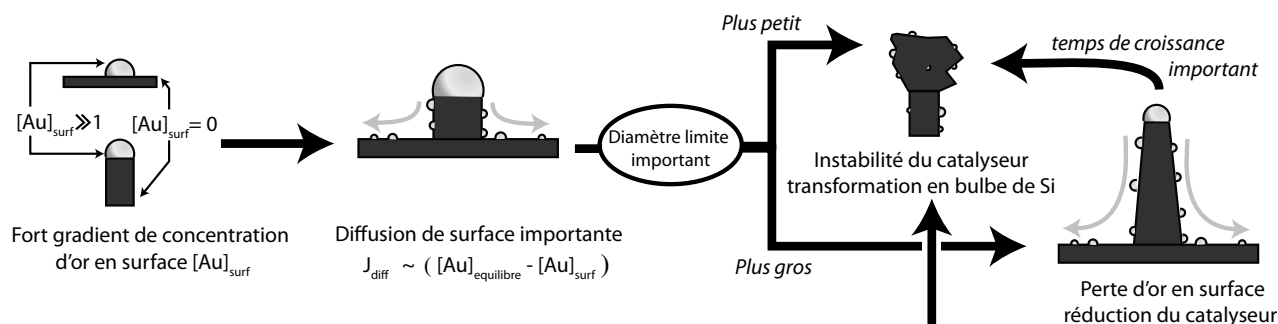 [Au]surf ≫ 1
[Au]surf = 0
Fort gradient de concentration
d'or en surface [Au]surf
Diffusion de surface importante
Jdiff ~ ( [Au]equilibre - [Au]surf )
Diamètre limite
important
Plus petit
Plus gros
Instabilité du catalyseur
transformation en bulbe de Si
temps de croissance
important
Perte d'or en surface
réduction du catalyseur